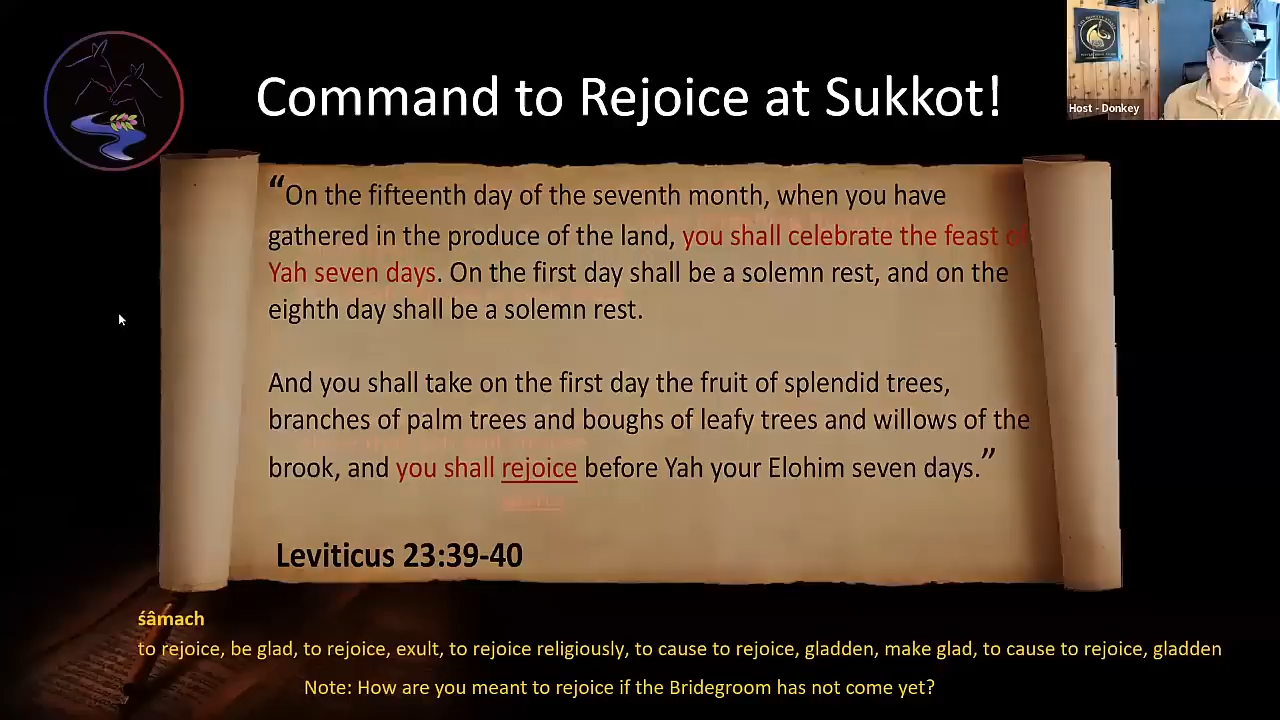 Command to Rejoice at Sukkot!
Host - Donkey
“On the fifteenth day of the seventh month, when you have
gathered in the produce of the land, you shall celebrate the feast of
Yah seven days. On the first day shall be a solemn rest, and on the
eighth day shall be a solemn rest.
And you shall take on the first day the fruit of splendid trees,
branches of palm trees and boughs of leafy trees and willows of the
brook, and you shall rejoice before Yah your Elohim seven days.”
Leviticus 23:39-40
śâmach
to rejoice, be glad, to rejoice, exult, to rejoice religiously, to cause to rejoice, gladden, make glad, to cause to rejoice, gladden
Note: How are you meant to rejoice if the Bridegroom has not come yet?